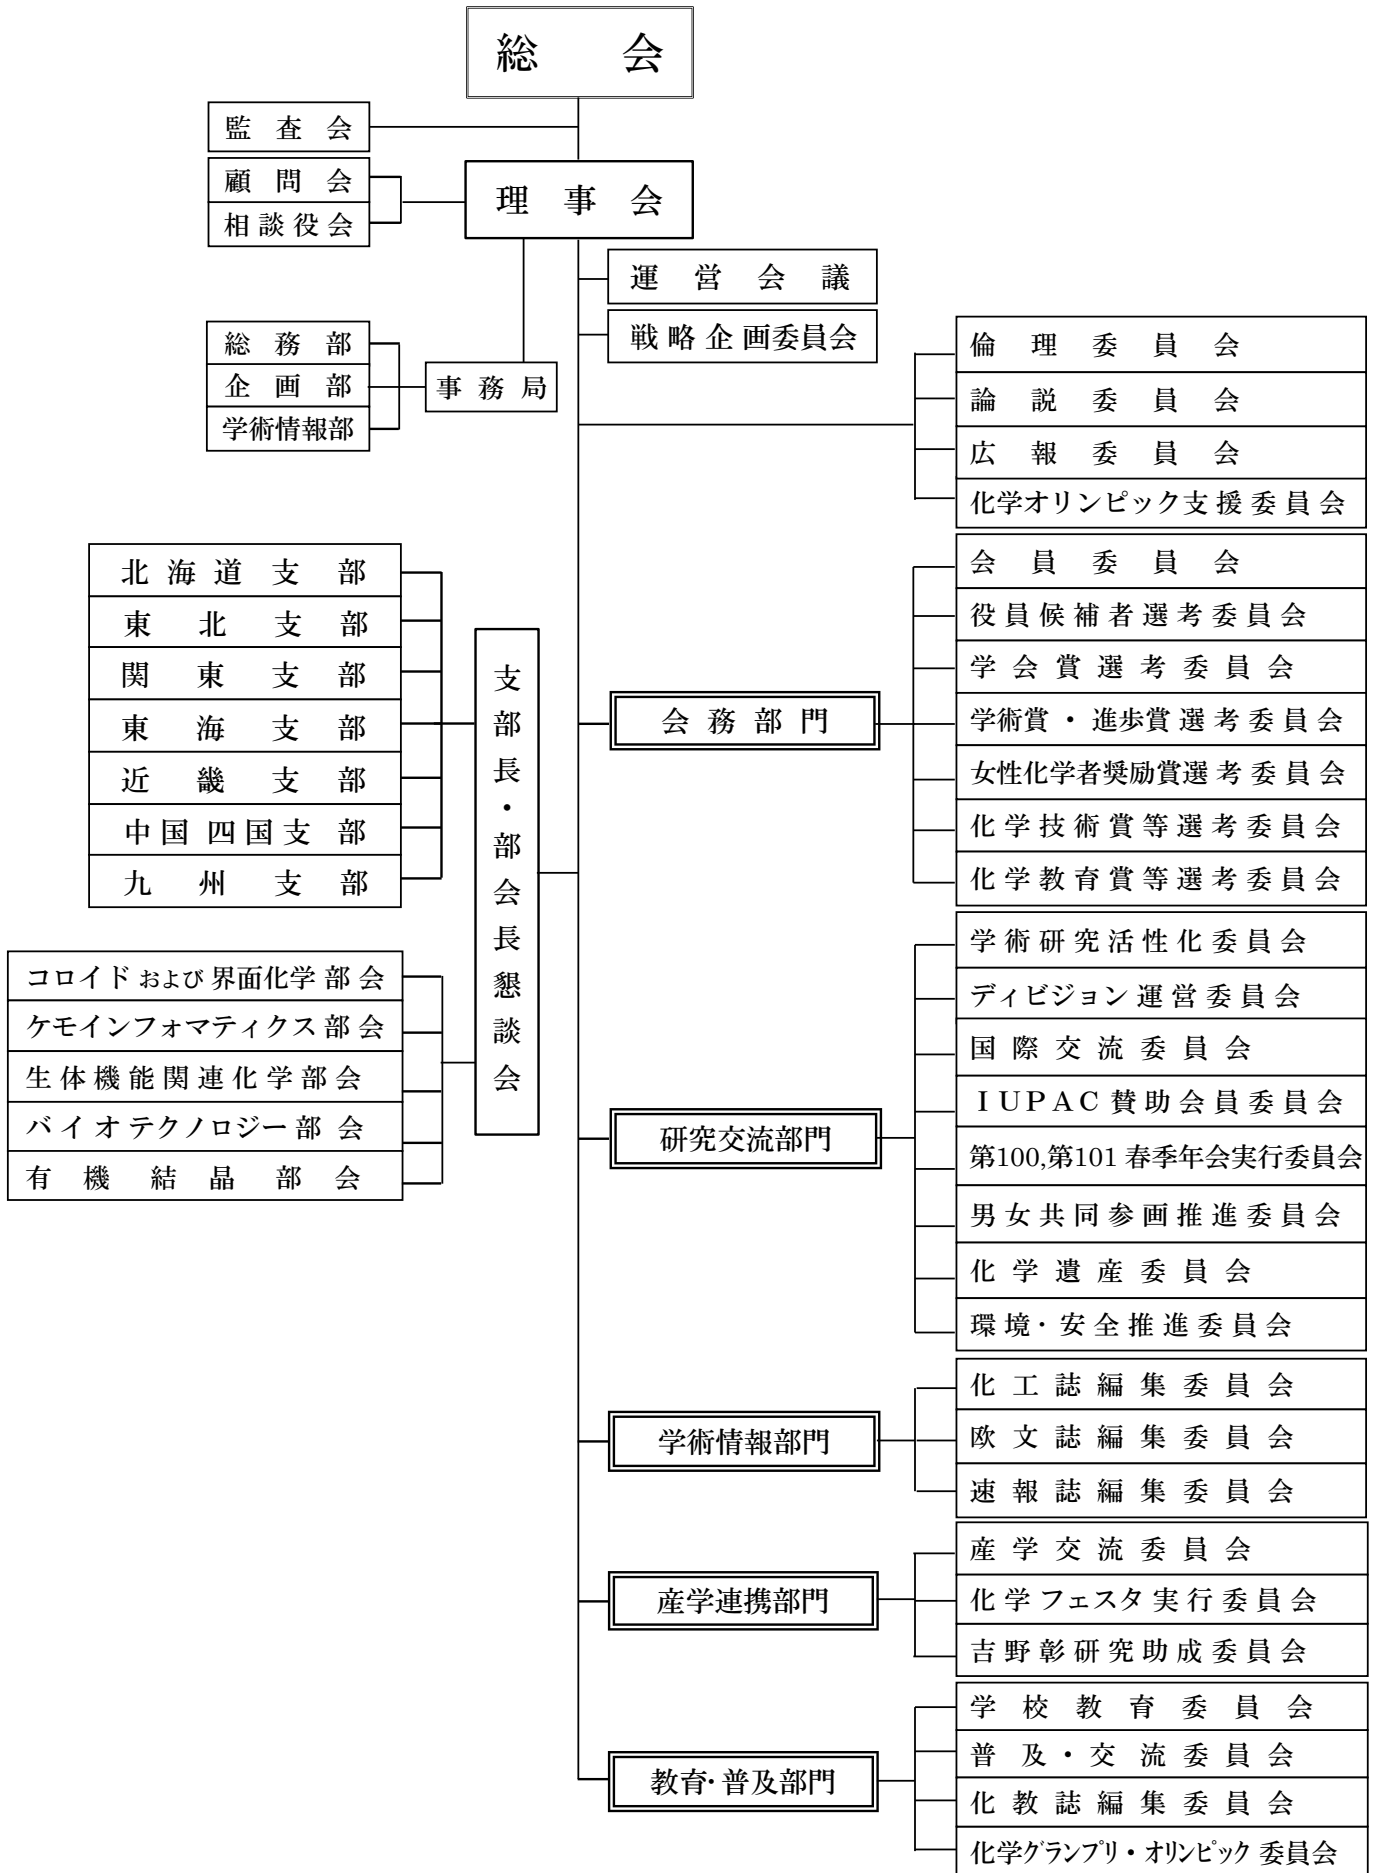 総会
監査会
顧問会
相談役会
理事会
運営会議
戦略企画委員会
総務部
企画部
学術情報部
事務局
倫理委員会
論説委員会
広報委員会
化学オリンピック支援委員会
北海道支部
東北支部
関東支部
東海支部
近畿支部
中国四国支部
九州支部
コロイドおよび界面化学部会
ケモインフォマティクス部会
生体機能関連化学部会
バイオテクノロジー部会
有機結晶部会
支部長・部会長懇談会
会務部門
会員委員会
役員候補者選考委員会
学会賞選考委員会
学術賞・進歩賞選考委員会
女性化学者奨励賞選考委員会
化学技術賞等選考委員会
化学教育賞等選考委員会
研究交流部門
学術研究活性化委員会
ディビジョン運営委員会
国際交流委員会
ＩＵＰＡＣ賛助会員委員会
第100,第101春季年会実行委員会
男女共同参画推進委員会
化学遺産委員会
環境・安全推進委員会
学術情報部門
化工誌編集委員会
欧文誌編集委員会
速報誌編集委員会
産学連携部門
産学交流委員会
化学フェスタ実行委員会
吉野彰研究助成委員会
教育・普及部門
学校教育委員会
普及・交流委員会
化教誌編集委員会
化学グランプリ・オリンピック委員会